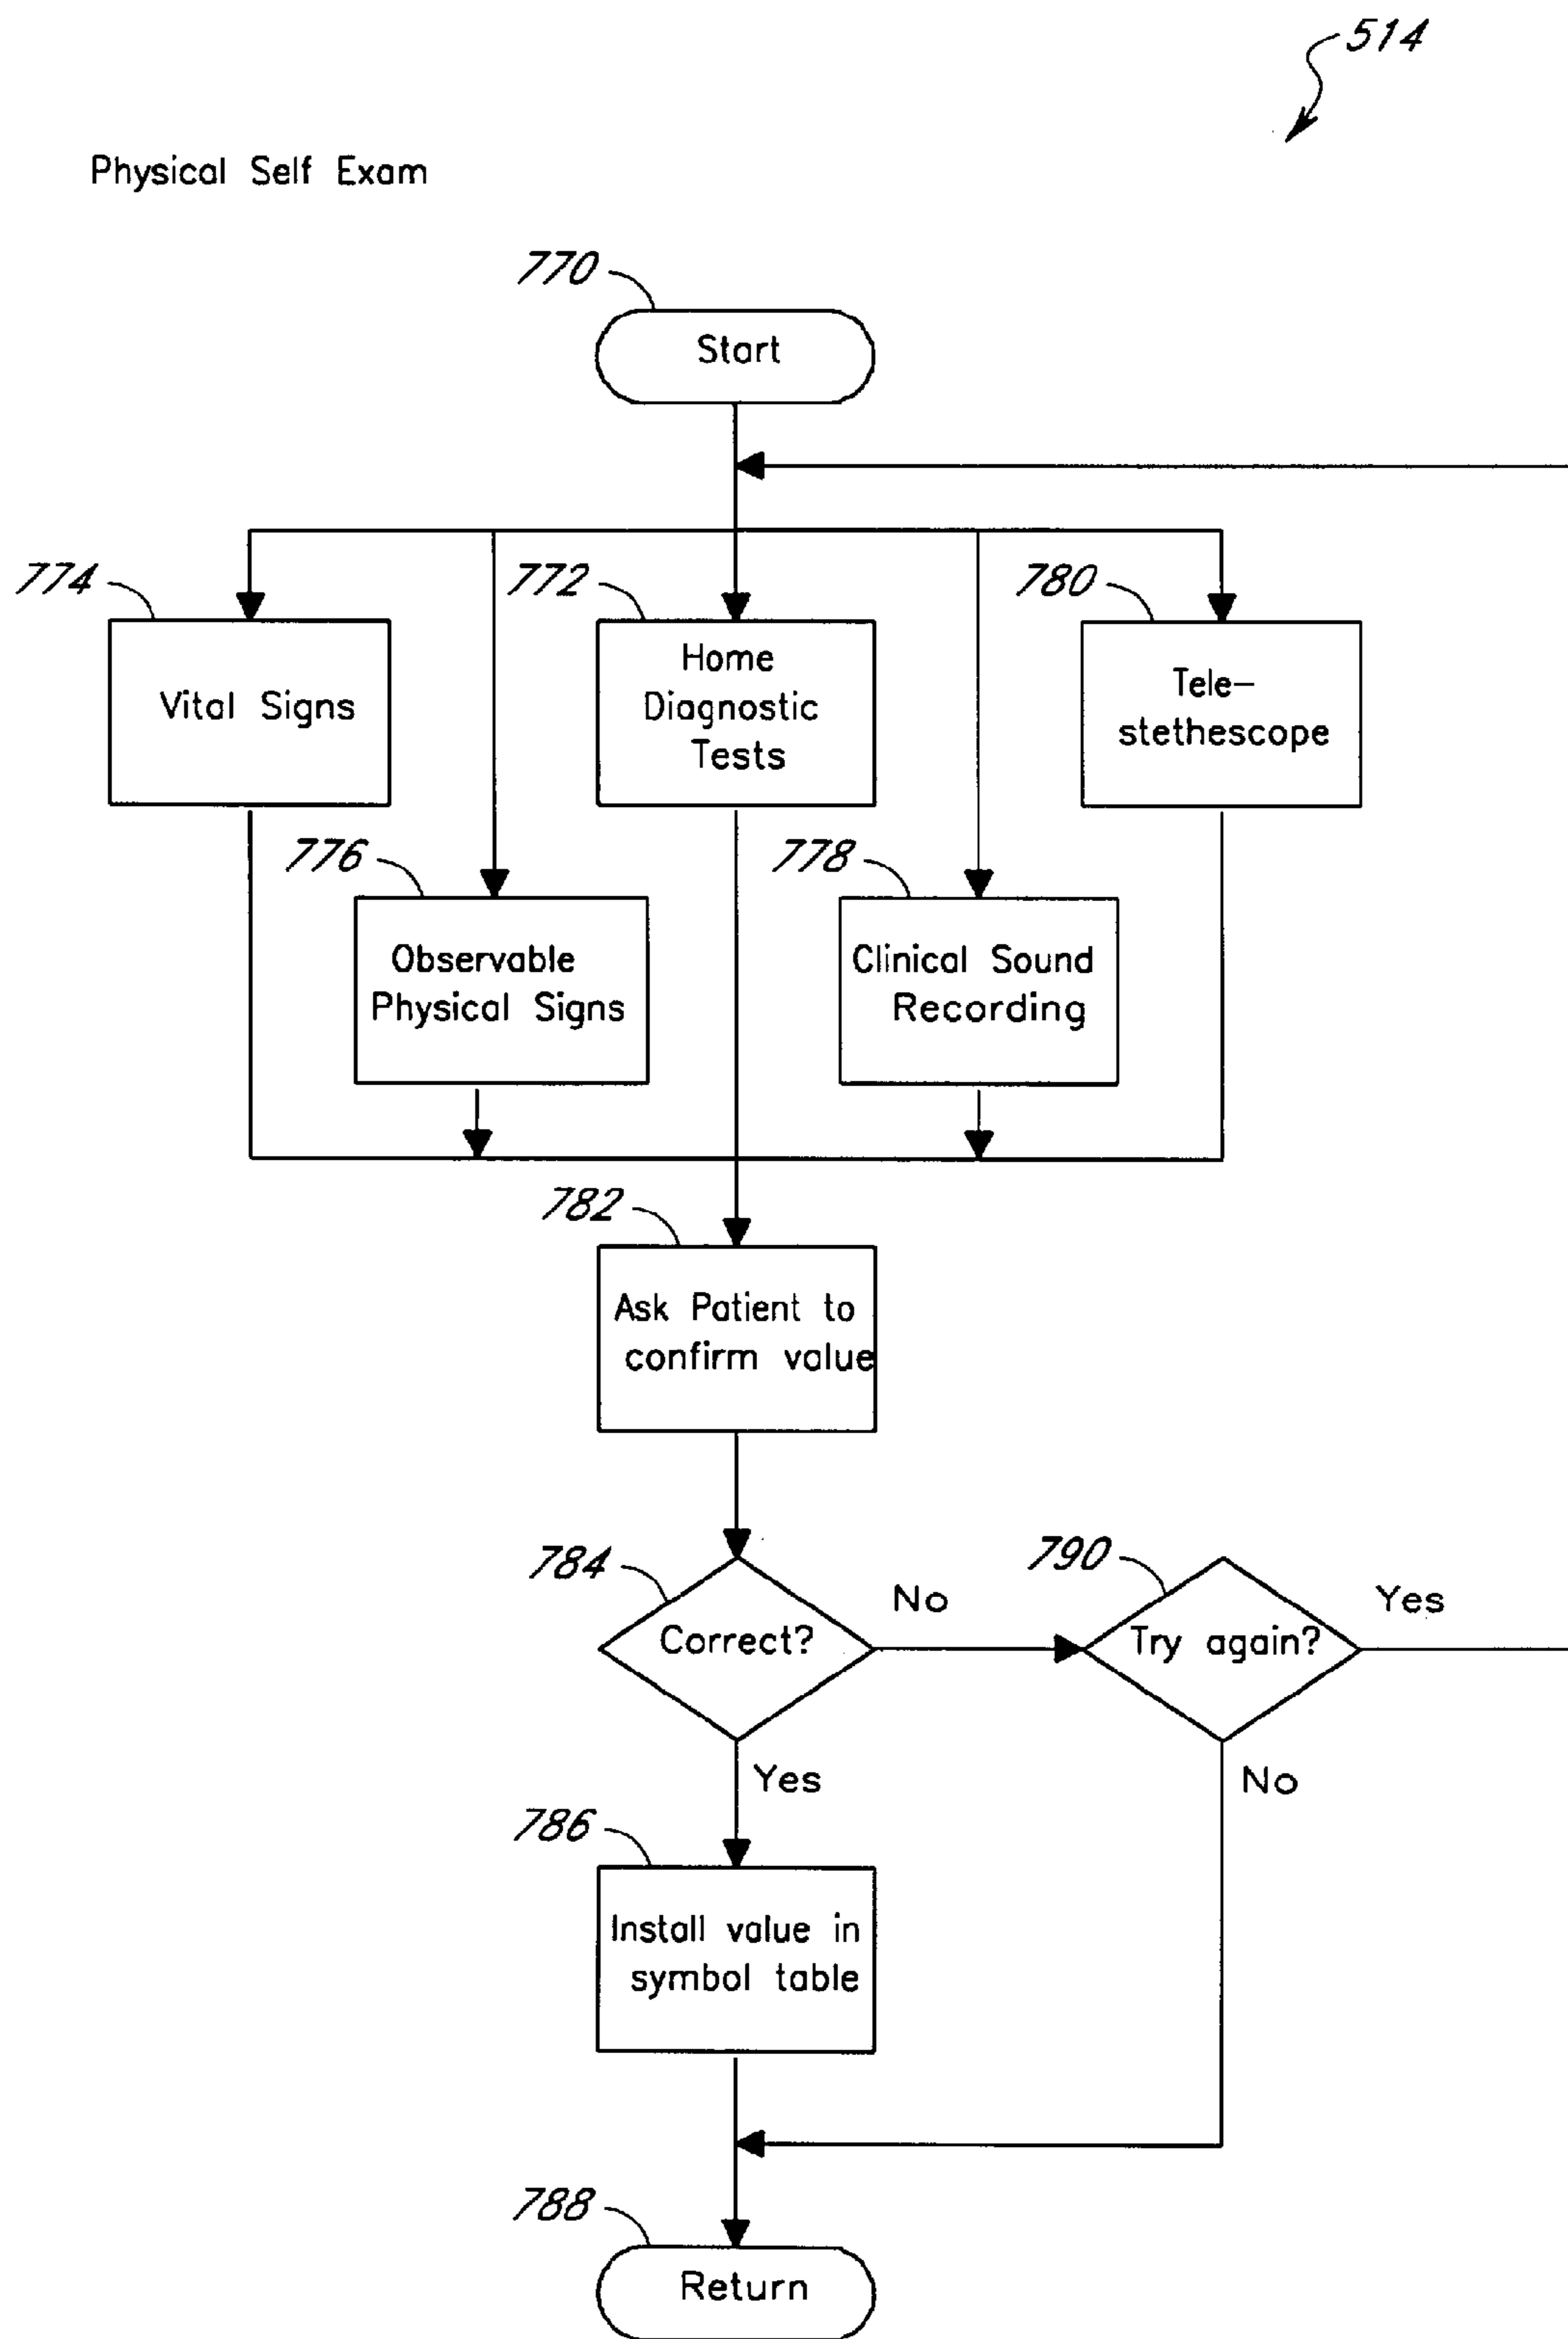 514
Physical Self Exam
770
Start
774
772
780
Vital Signs
Home
Diagnostic
Tests
Tele-
stethescope
776
778
Observable
Physical Signs
Clinical Sound
Recording
782
Ask Patient to
confirm value
784
790
Correct?
No
Try again?
Yes
Yes
No
786
Install value in
symbol table
788
Return